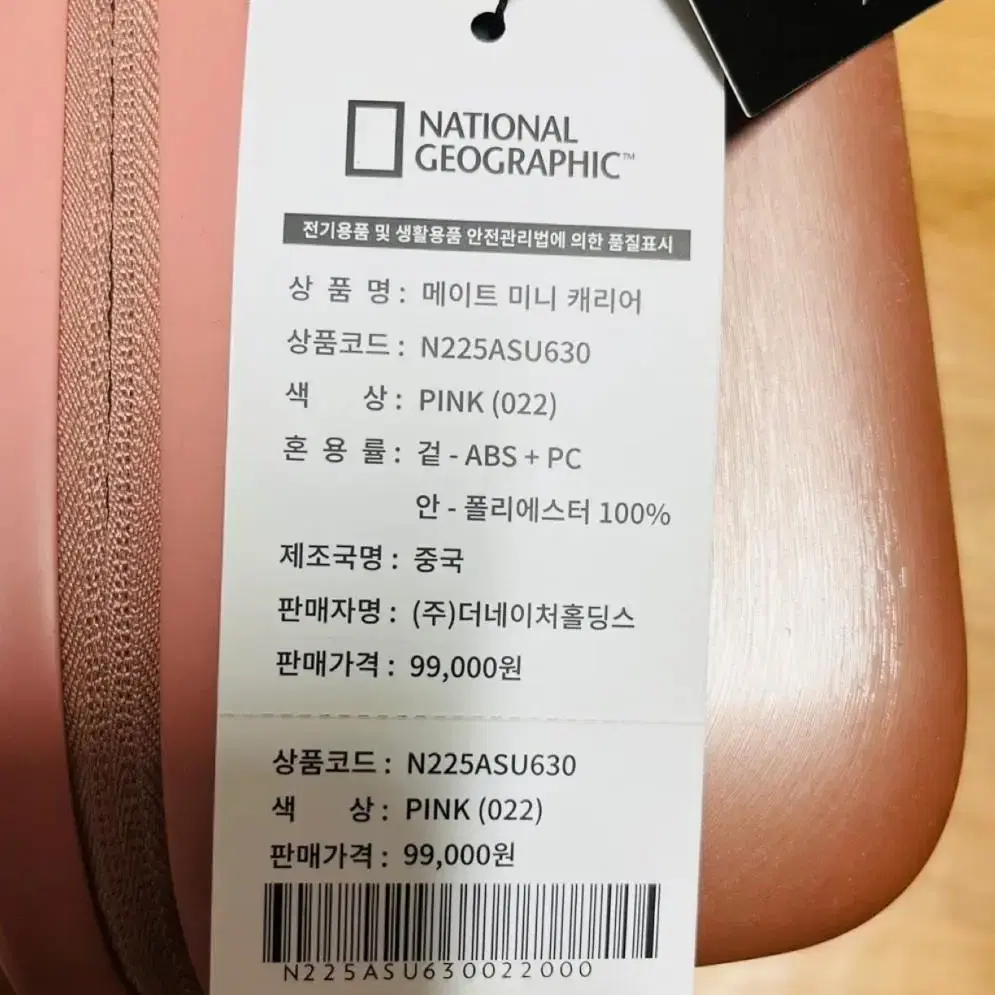 NATIONAL
GEOGRAPHIC™
전기용품 및 생활용품 안전관리법에 의한 품질표시
상 품 명 : 메이트 미니 캐리어
상품코드 : N225ASU630
색 상 : PINK (022)
혼 용 률 : 겉 - ABS + PC
안 - 폴리에스터 100%
제조국명 : 중국
판매자명 : (주)더네이처홀딩스
판매가격 : 99,000원
상품코드 : N225ASU630
색 상 : PINK (022)
판매가격 : 99,000원
N225ASU630022000